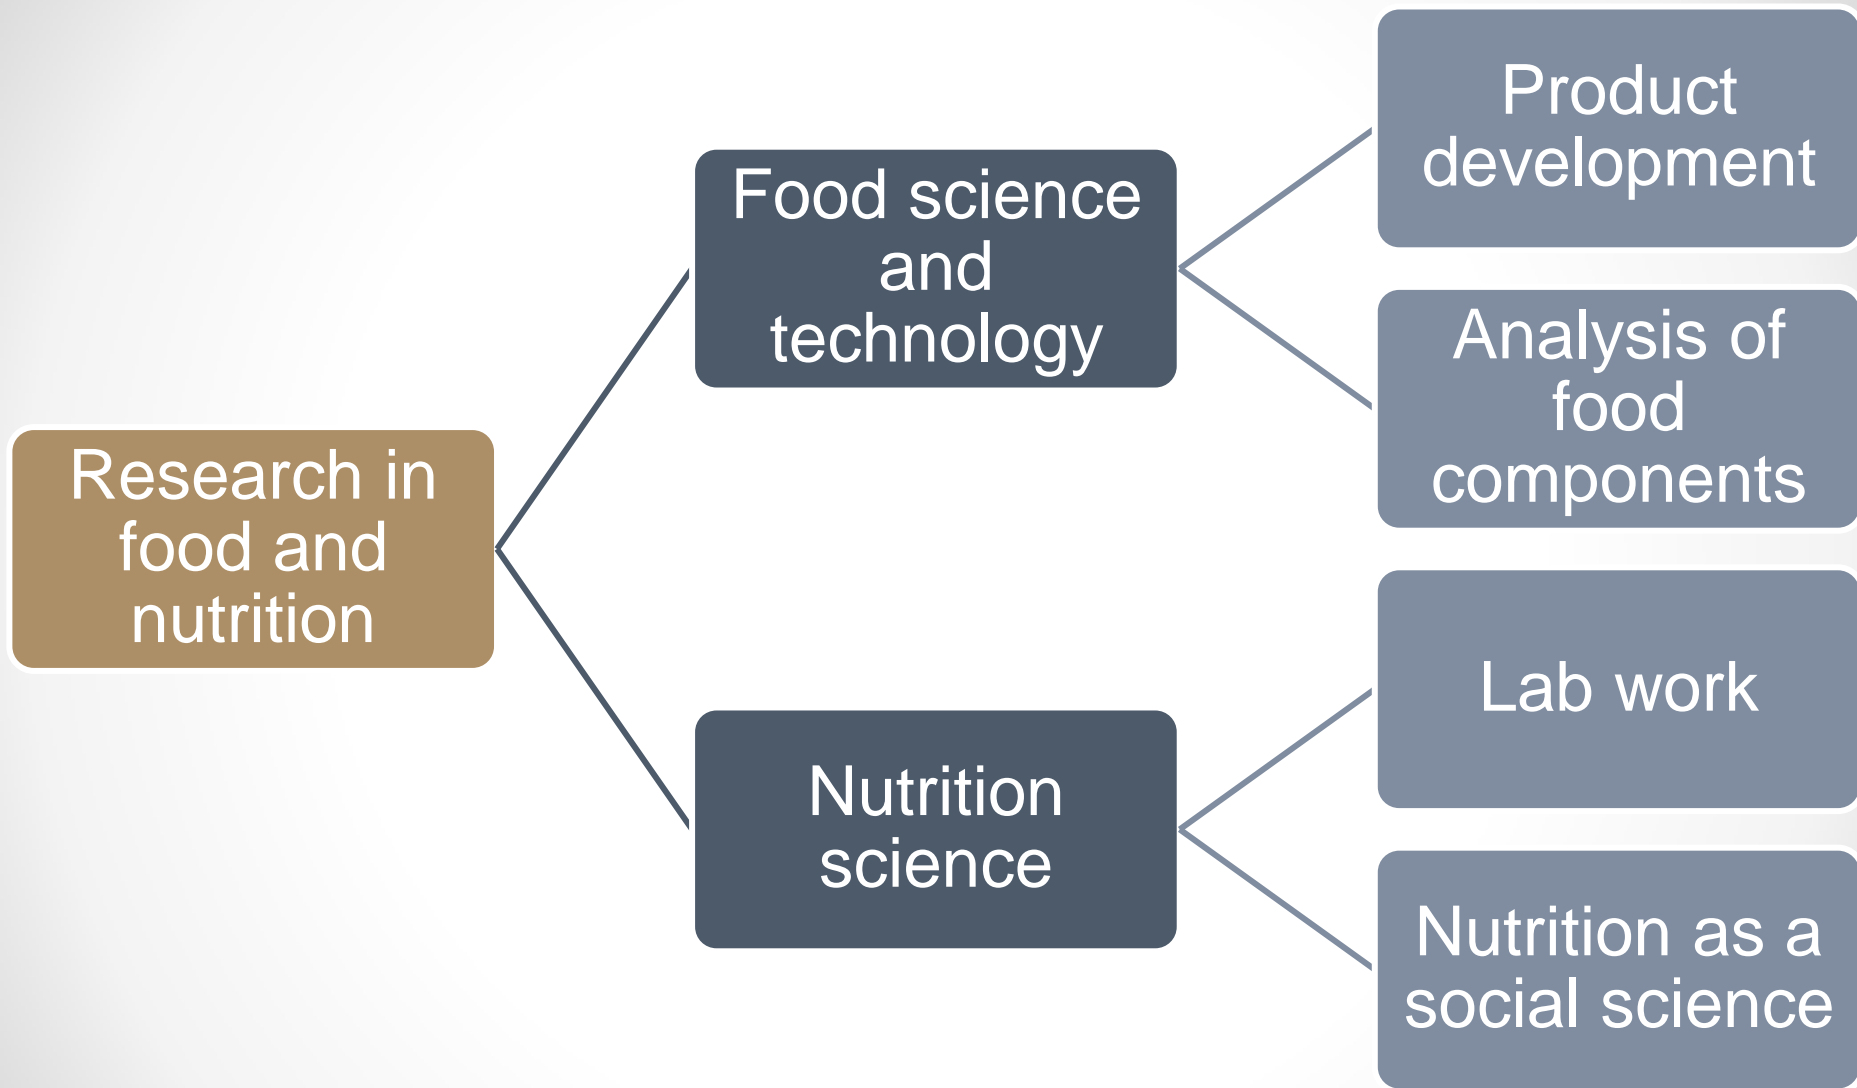 Research in
food and
nutrition
Food science
and
technology
Product
development
Analysis of
food
components
Nutrition
science
Lab work
Nutrition as a
social science